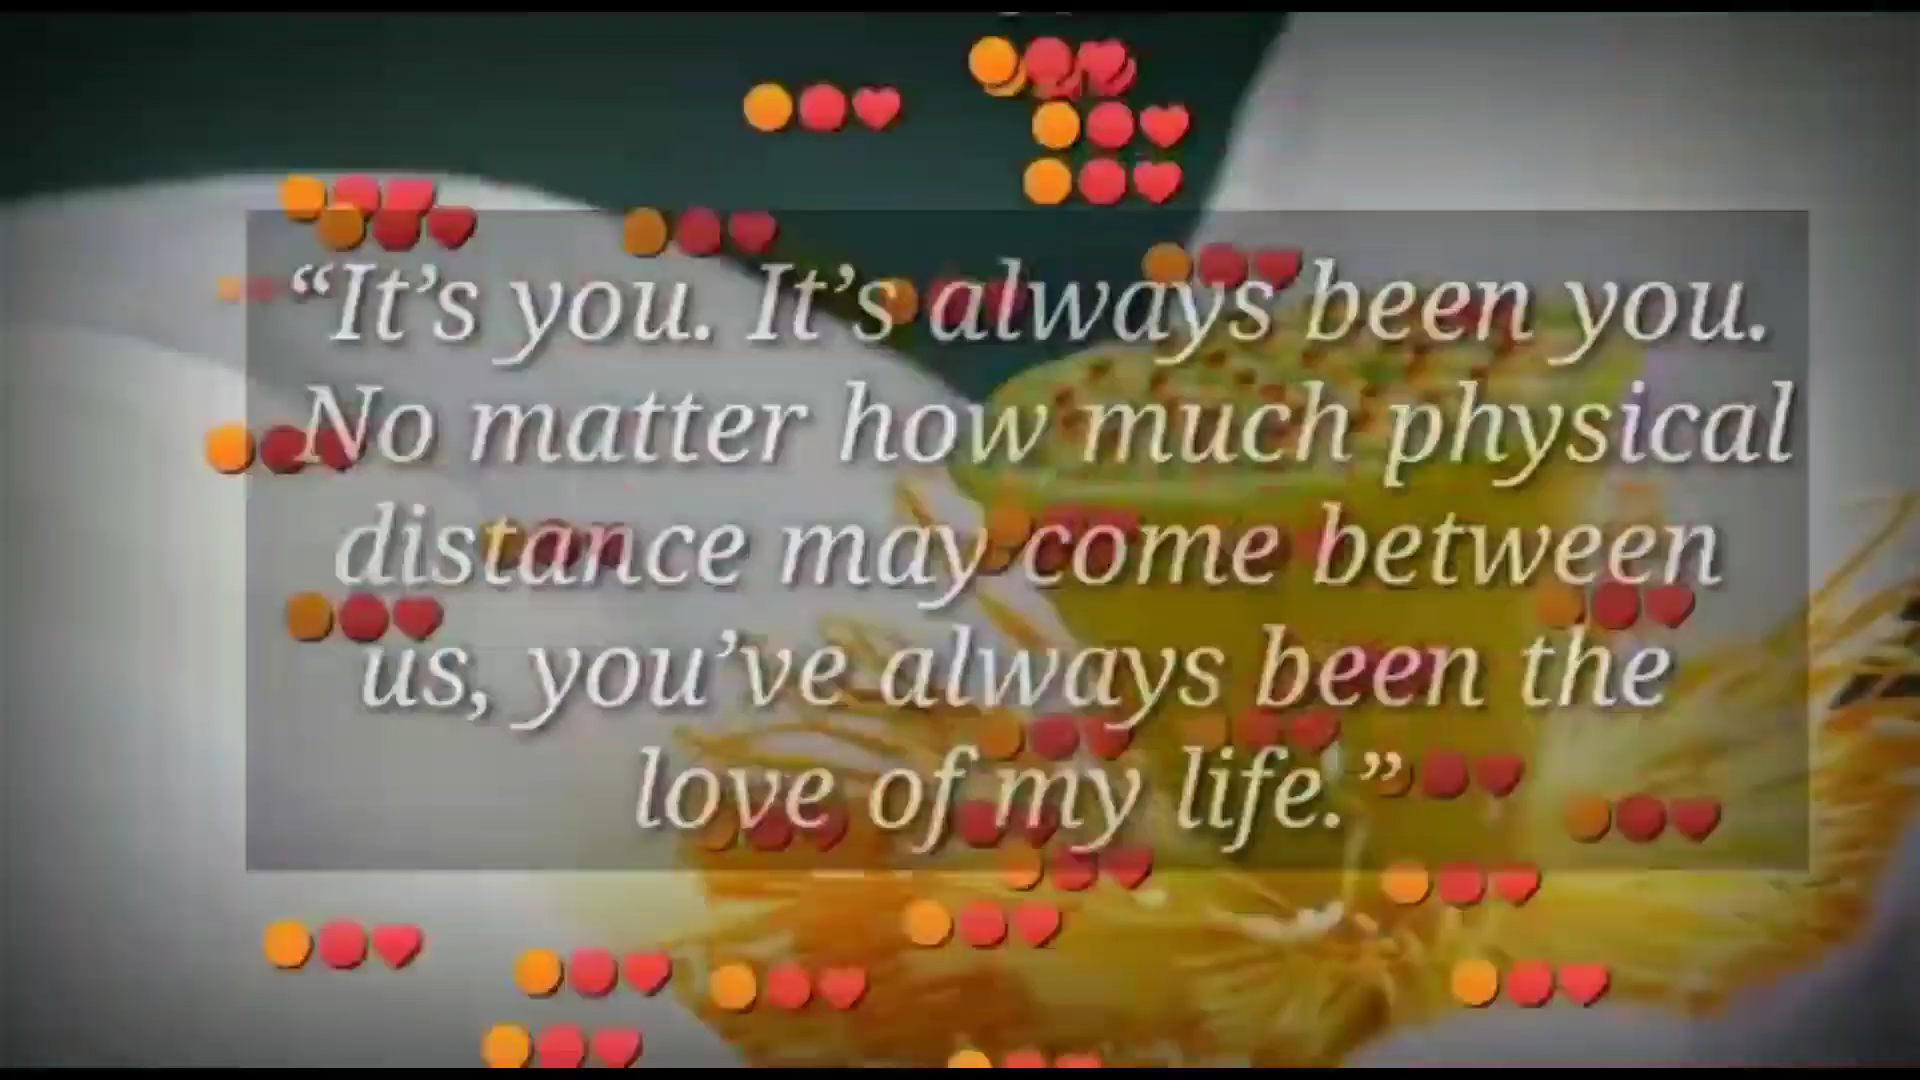 “It’s you. It’s always been you.
No matter how much physical
distance may come between
us, you’ve always been the
love of my life.”